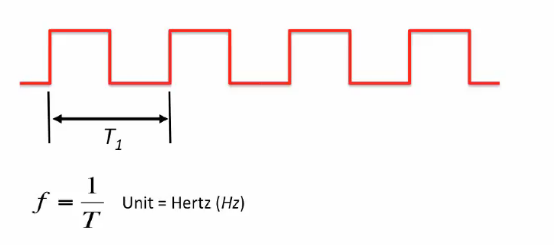 T₁
f = 1/T Unit = Hertz (Hz)